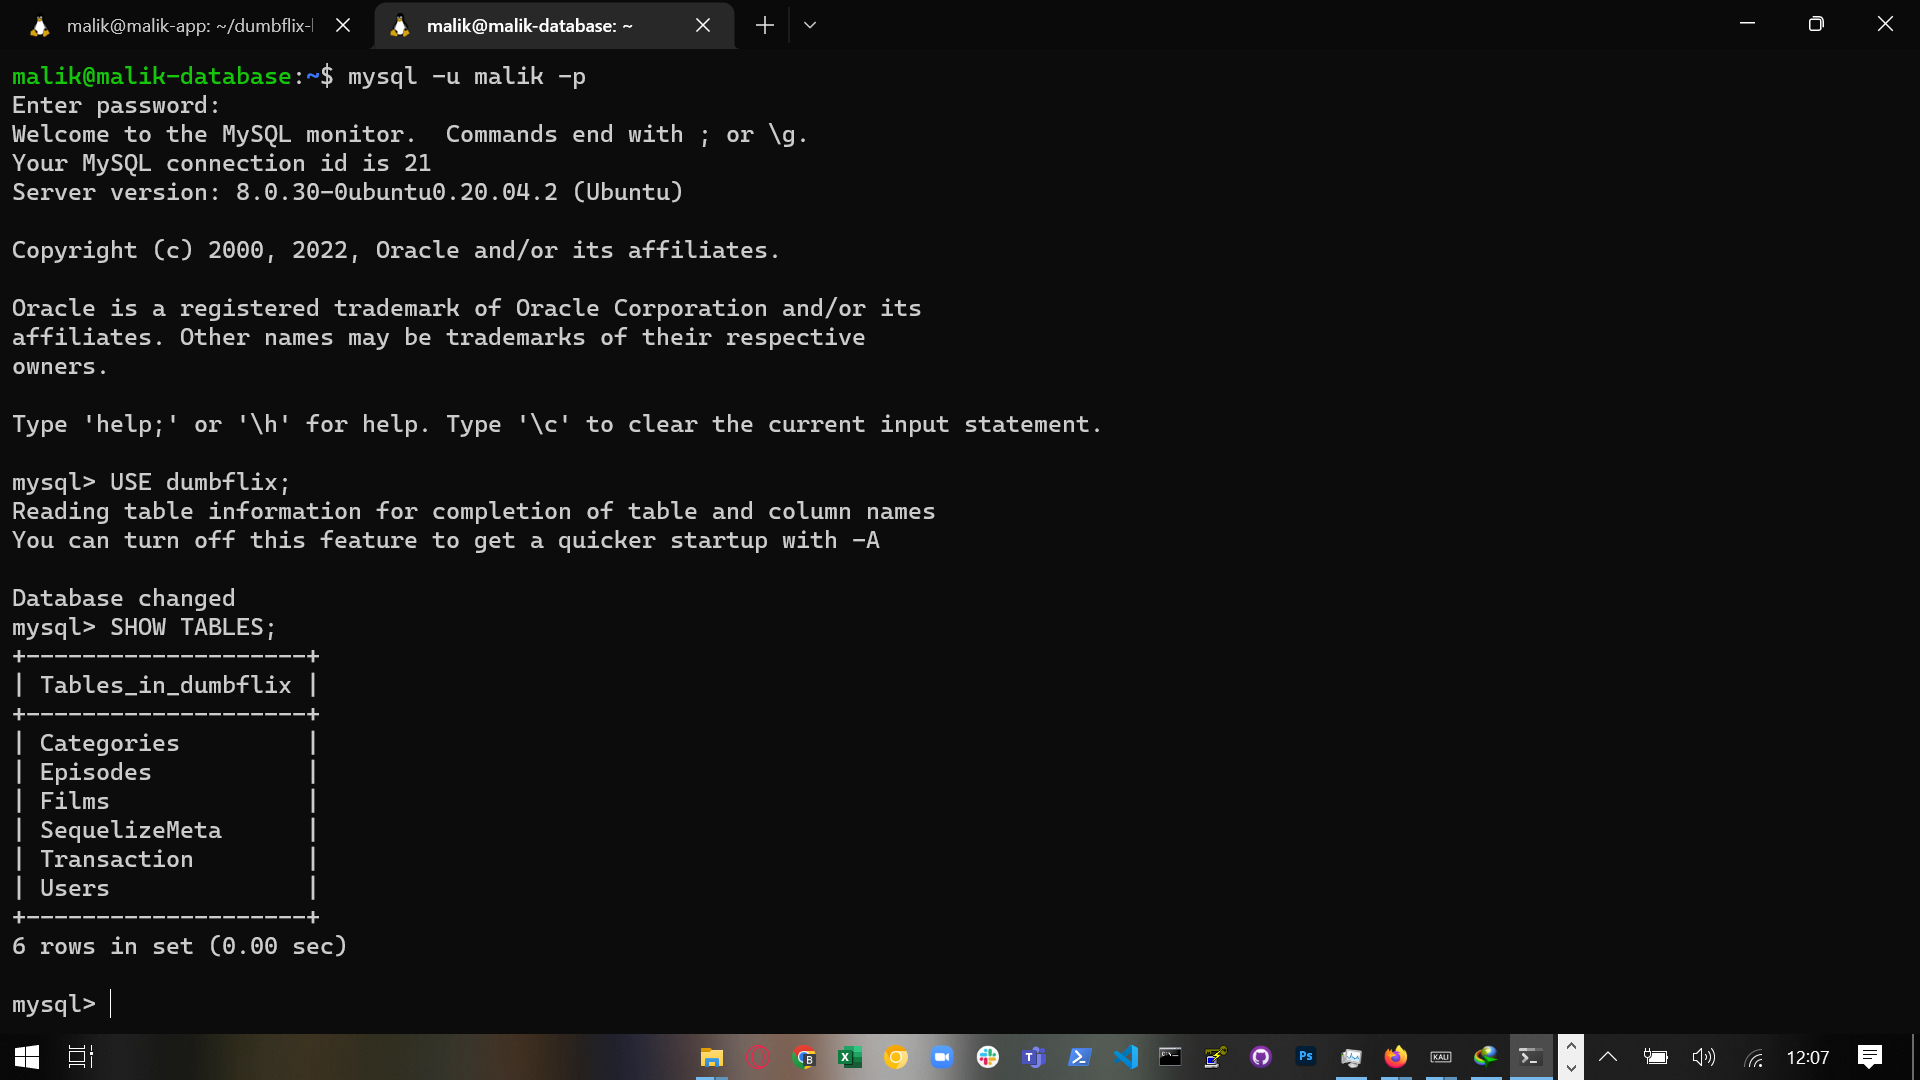 malik@malik-app: ~/dumbflix-
malik@malik-database: ~
malik@malik-database:~$ mysql -u malik -p
Enter password:
Welcome to the MySQL monitor.  Commands end with ; or \g.
Your MySQL connection id is 21
Server version: 8.0.30-0ubuntu0.20.04.2 (Ubuntu)
Copyright (c) 2000, 2022, Oracle and/or its affiliates.
Oracle is a registered trademark of Oracle Corporation and/or its
affiliates. Other names may be trademarks of their respective
owners.
Type 'help;' or '\h' for help. Type '\c' to clear the current input statement.
mysql> USE dumbflix;
Reading table information for completion of table and column names
You can turn off this feature to get a quicker startup with -A
Database changed
mysql> SHOW TABLES;
+--------------------+
| Tables_in_dumbflix |
+--------------------+
| Categories         |
| Episodes           |
| Films              |
| SequelizeMeta      |
| Transaction        |
| Users              |
+--------------------+
6 rows in set (0.00 sec)
mysql>
Ps
KALI
12:07